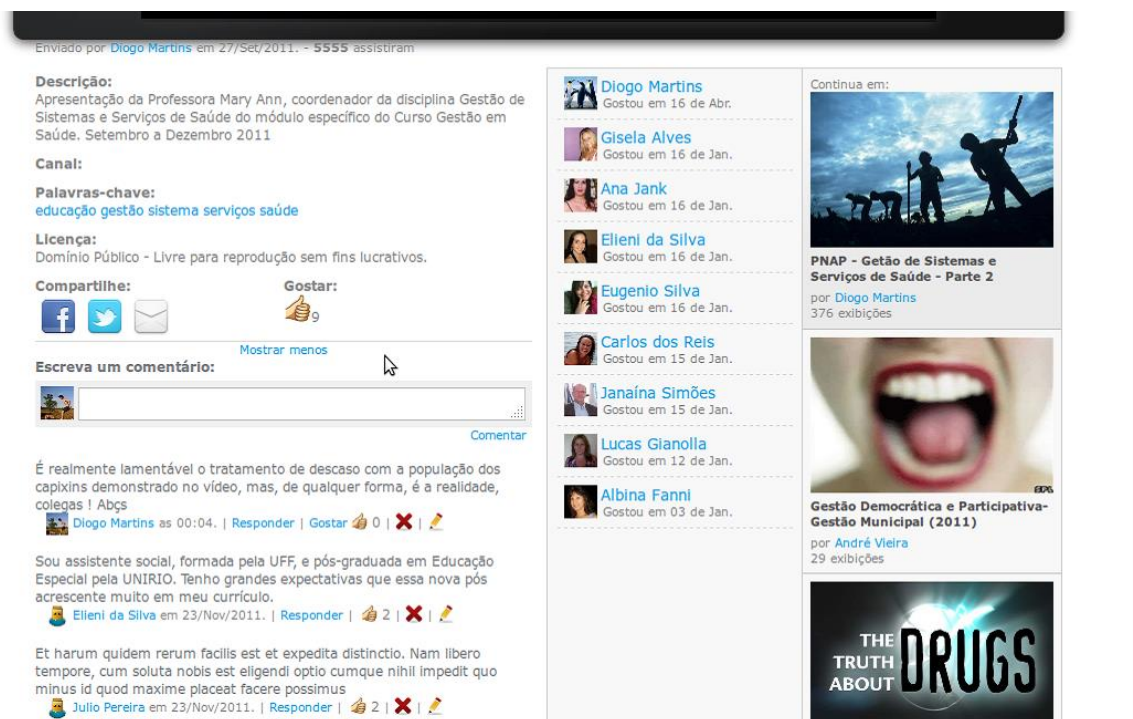 Enviado por Diogo Martins em 27/Set/2011. - 5555 assistiram
Descrição:
Apresentação da Professora Mary Ann, coordenador da disciplina Gestão de
Sistemas e Serviços de Saúde do módulo específico do Curso Gestão em
Saúde. Setembro a Dezembro 2011
Canal:
Palavras-chave:
educação gestão sistema serviços saúde
Licença:
Domínio Público - Livre para reprodução sem fins lucrativos.
Compartilhe:
Gostar:
9
Mostrar menos
Escreva um comentário:
Comentar
É realmente lamentável o tratamento de descaso com a população dos
capixins demonstrado no vídeo, mas, de qualquer forma, é a realidade,
colegas ! Abçs
Diogo Martins as 00:04. | Responder | Gostar 0 | |
Sou assistente social, formada pela UFF, e pós-graduada em Educação
Especial pela UNIRIO. Tenho grandes expectativas que essa nova pós
acrescente muito em meu currículo.
Elieni da Silva em 23/Nov/2011. | Responder | 2 | |
Et harum quidem rerum facilis est et expedita distinctio. Nam libero
tempore, cum soluta nobis est eligendi optio cumque nihil impedit quo
minus id quod maxime placeat facere possimus
Julio Pereira em 23/Nov/2011. | Responder | 2 | |
Diogo Martins
Gostou em 16 de Abr.
Gisela Alves
Gostou em 16 de Jan.
Ana Jank
Gostou em 16 de Jan.
Elieni da Silva
Gostou em 16 de Jan.
Eugenio Silva
Gostou em 16 de Jan.
Carlos dos Reis
Gostou em 15 de Jan.
Janaína Simões
Gostou em 15 de Jan.
Lucas Gianolla
Gostou em 12 de Jan.
Albina Fanni
Gostou em 03 de Jan.
Continua em:
PNAP - Getão de Sistemas e
Serviços de Saúde - Parte 2
por Diogo Martins
376 exibições
SPL
Gestão Democrática e Participativa-
Gestão Municipal (2011)
por André Vieira
29 exibições
THE
TRUTH
ABOUT
DRUGS